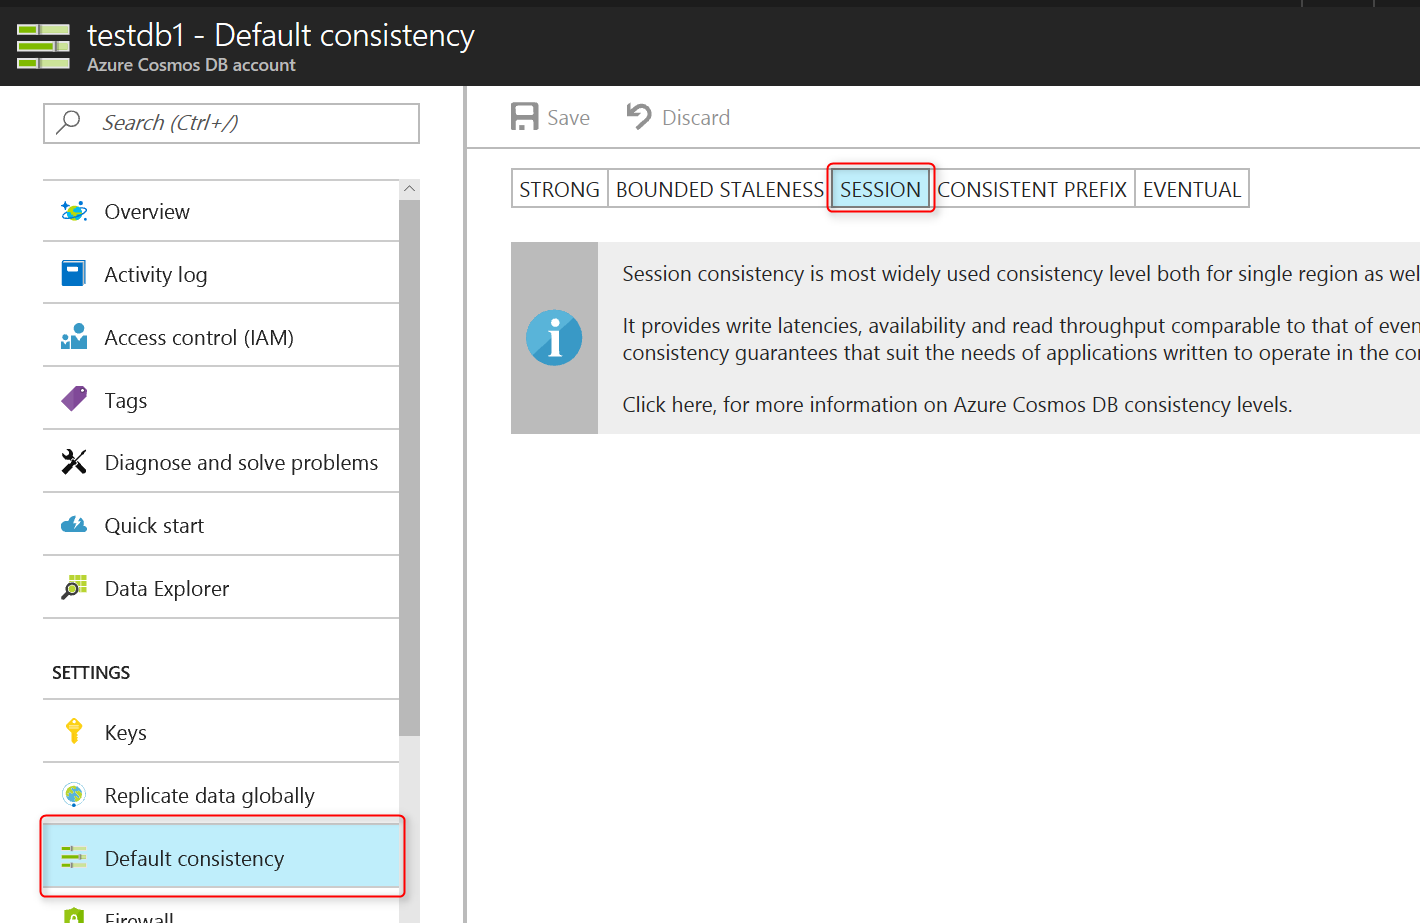 testdb1 - Default consistency
Azure Cosmos DB account
Search (Ctrl+/)
Overview
Activity log
Access control (IAM)
Tags
Diagnose and solve problems
Quick start
Data Explorer
SETTINGS
Keys
Replicate data globally
Default consistency
Firewall
Save
Discard
STRONG
BOUNDED STALENESS
SESSION
CONSISTENT PREFIX
EVENTUAL
Session consistency is most widely used consistency level both for single region as wel
It provides write latencies, availability and read throughput comparable to that of even
consistency guarantees that suit the needs of applications written to operate in the co
Click here, for more information on Azure Cosmos DB consistency levels.